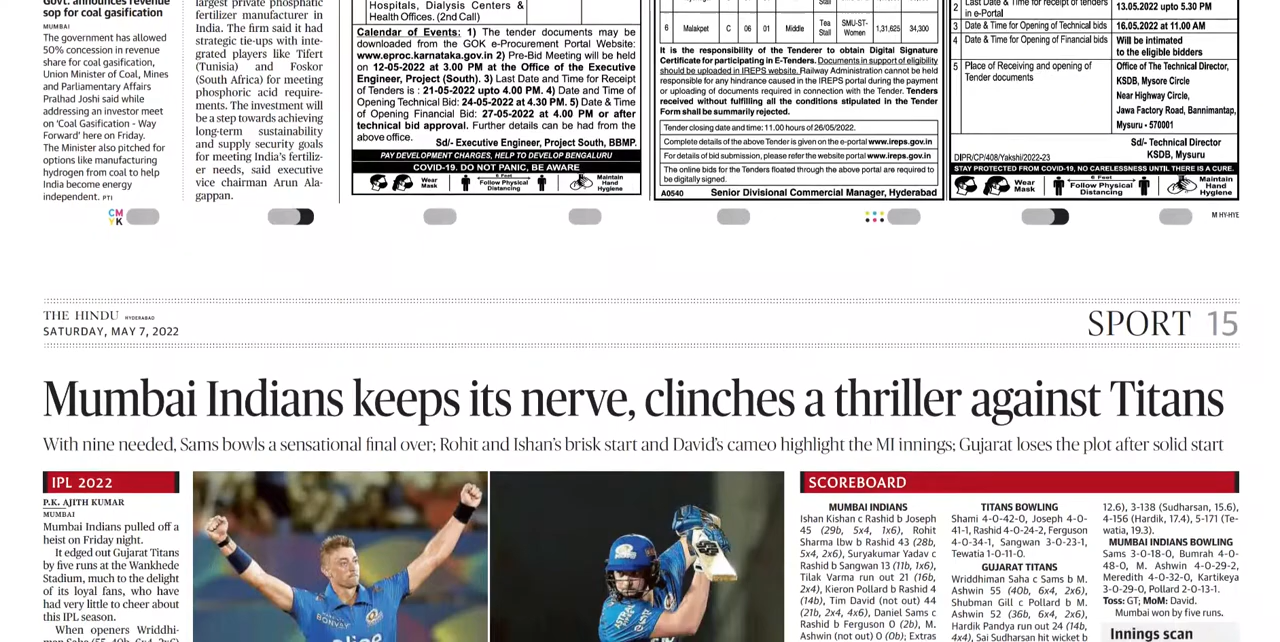 Govt. announces revenue
sop for coal gasification
MUMBAI
The government has allowed
50% concession in revenue
share for coal gasification,
Union Minister of Coal, Mines
and Parliamentary Affairs
Pralhad Joshi said while
addressing an investor meet
on ‘Coal Gasification - Way
Forward’ here on Friday.
The Minister also pitched for
options like manufacturing
hydrogen from coal to help
India become energy
independent. PTI
largest private phosphatic
fertilizer manufacturer in
India. The firm said it had
strategic tie-ups with inte-
grated players like Tifert
(Tunisia) and Foskor
(South Africa) for meeting
phosphoric acid require-
ments. The investment will
be a step towards achieving
long-term sustainability
and supply security goals
for meeting India’s fertiliz-
er needs, said executive
vice chairman Arun Ala-
gappan.
Hospitals, Dialysis Centers &
Health Offices. (2nd Call)
Calendar of Events: 1) The tender documents may be
downloaded from the GOK e-Procurement Portal Website:
www.eproc.karnataka.gov.in 2) Pre-Bid Meeting will be held
on 12-05-2022 at 3.00 PM at the Office of the Executive
Engineer, Project (South). 3) Last Date and Time for Receipt
of Tenders is : 21-05-2022 upto 4.00 PM. 4) Date and Time of
Opening Technical Bid: 24-05-2022 at 4.30 PM. 5) Date & Time
of Opening Financial Bid: 27-05-2022 at 4.00 PM or after
technical bid approval. Further details can be had from the
above office.
Sd/- Executive Engineer, Project South, BBMP.
PAY DEVELOPMENT CHARGES, HELP TO DEVELOP BENGALURU
COVID-19. DO NOT PANIC, BE AWARE
Wear Mask
6 Feet
Follow Physical Distancing
Maintain Hand Hygiene
Stall
6 Malakpet C 06 01 Middle Tea Stall SMU-ST-Women 1,31,625 34,300
It is the responsibility of the Tenderer to obtain Digital Signature
Certificate for participating in E-Tenders. Documents in support of eligibility
should be uploaded in IREPS website. Railway Administration cannot be held
responsible for any hindrance caused in the IREPS portal during the payment
or uploading of documents required in connection with the Tender. Tenders
received without fulfilling all the conditions stipulated in the Tender
Form shall be summarily rejected.
Tender closing date and time: 11.00 hours of 26/05/2022.
Complete details of the above Tender is given on the e-portal www.ireps.gov.in
For details of bid submission, please refer the website portal www.ireps.gov.in
The online bids for the Tenders floated through the above portal are required to
be digitally signed.
A0540 Senior Divisional Commercial Manager, Hyderabad
2 Last Date & Time for receipt of tenders in e-Portal 13.05.2022 upto 5.30 PM
3 Date & Time for Opening of Technical bids 16.05.2022 at 11.00 AM
4 Date & Time for Opening of Financial bids Will be intimated to the eligible bidders
5 Place of Receiving and opening of Tender documents
Office of The Technical Director,
KSDB, Mysore Circle
Near Highway Circle,
Jawa Factory Road, Bannimantap,
Mysuru - 570001
Sd/- Technical Director
KSDB, Mysuru
DIPR/CP/408/Yakshi/2022-23
STAY PROTECTED FROM COVID-19, NO CARELESSNESS UNTIL THERE IS A CURE.
Wear Mask
6 Feet
Follow Physical Distancing
Maintain Hand Hygiene
CM
YK
M HY-HYE
THE HINDU HYDERABAD
SATURDAY, MAY 7, 2022
SPORT 15
Mumbai Indians keeps its nerve, clinches a thriller against Titans
With nine needed, Sams bowls a sensational final over; Rohit and Ishan’s brisk start and David’s cameo highlight the MI innings; Gujarat loses the plot after solid start
IPL 2022
P.K. AJITH KUMAR
MUMBAI
Mumbai Indians pulled off a
heist on Friday night.
It edged out Gujarat Titans
by five runs at the Wankhede
Stadium, much to the delight
of its loyal fans, who have
had very little to cheer about
this IPL season.
When openers Wriddhi-
SCOREBOARD
MUMBAI INDIANS
Ishan Kishan c Rashid b Joseph
45 (29b, 5x4, 1x6), Rohit
Sharma lbw b Rashid 43 (28b,
5x4, 2x6), Suryakumar Yadav c
Rashid b Sangwan 13 (11b, 1x6),
Tilak Varma run out 21 (16b,
2x4), Kieron Pollard b Rashid 4
(14b), Tim David (not out) 44
(21b, 2x4, 4x6), Daniel Sams c
Rashid b Ferguson 0 (2b), M.
Ashwin (not out) 0 (0b); Extras
TITANS BOWLING
Shami 4-0-42-0, Joseph 4-0-
41-1, Rashid 4-0-24-2, Ferguson
4-0-34-1, Sangwan 3-0-23-1,
Tewatia 1-0-11-0.
GUJARAT TITANS
Wriddhiman Saha c Sams b M.
Ashwin 55 (40b, 6x4, 2x6),
Shubman Gill c Pollard b M.
Ashwin 52 (36b, 6x4, 2x6),
Hardik Pandya run out 24 (14b,
4x4), Sai Sudharsan hit wicket b
12.6), 3-138 (Sudharsan, 15.6),
4-156 (Hardik, 17.4), 5-171 (Te-
watia, 19.3).
MUMBAI INDIANS BOWLING
Sams 3-0-18-0, Bumrah 4-0-
48-0, M. Ashwin 4-0-29-2,
Meredith 4-0-32-0, Kartikeya
3-0-29-0, Pollard 2-0-13-1.
Toss: GT; MoM: David.
Mumbai won by five runs.
Innings scan